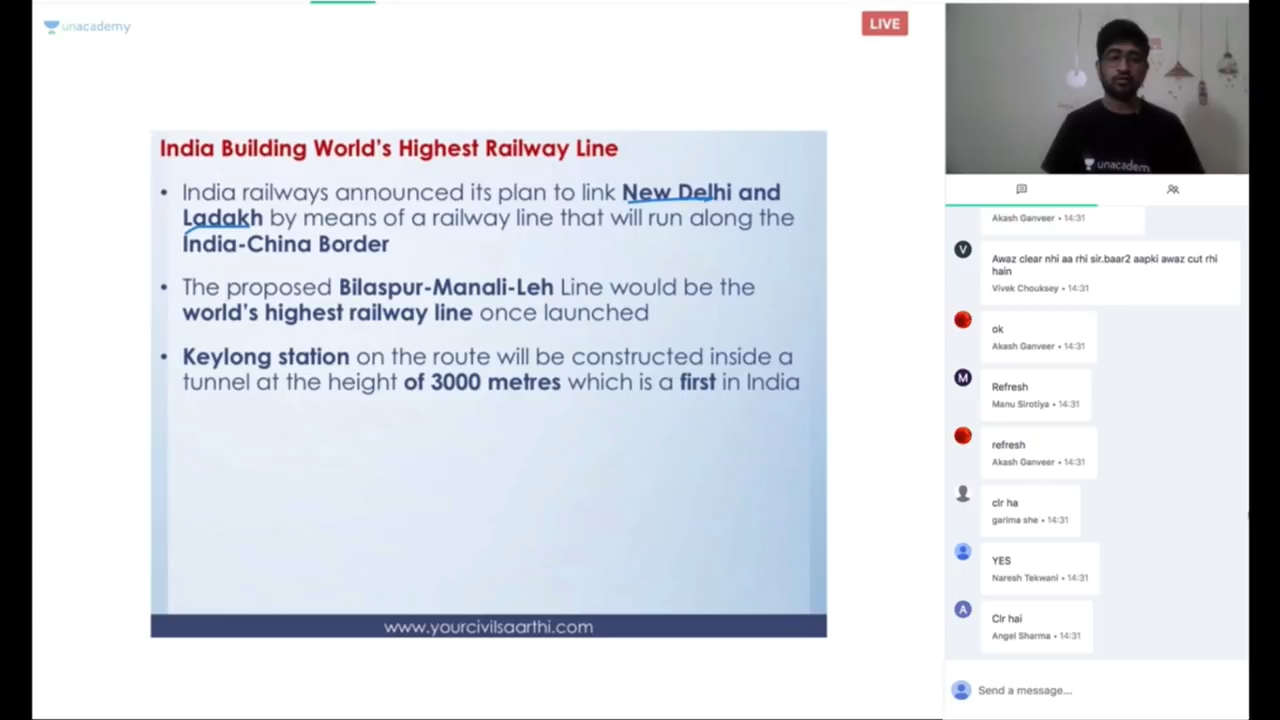 unacademy
LIVE
India Building World's Highest Railway Line
• India railways announced its plan to link New Delhi and
Ladakh by means of a railway line that will run along the
India-China Border
• The proposed Bilaspur-Manali-Leh Line would be the
world's highest railway line once launched
• Keylong station on the route will be constructed inside a
tunnel at the height of 3000 metres which is a first in India
www.yourcivilsaarthi.com
unacademy
Akash Ganveer • 14:31
V
Awaz clear nhi aa rhi sir.baar2 aapki awaz cut rhi
hain
Vivek Chouksey • 14:31
ok
Akash Ganveer • 14:31
M
Refresh
Manu Sirotiya • 14:31
refresh
Akash Ganveer • 14:31
clr ha
garima she • 14:31
YES
Naresh Tekwani • 14:31
A
Clr hai
Angel Sharma • 14:31
Send a message...